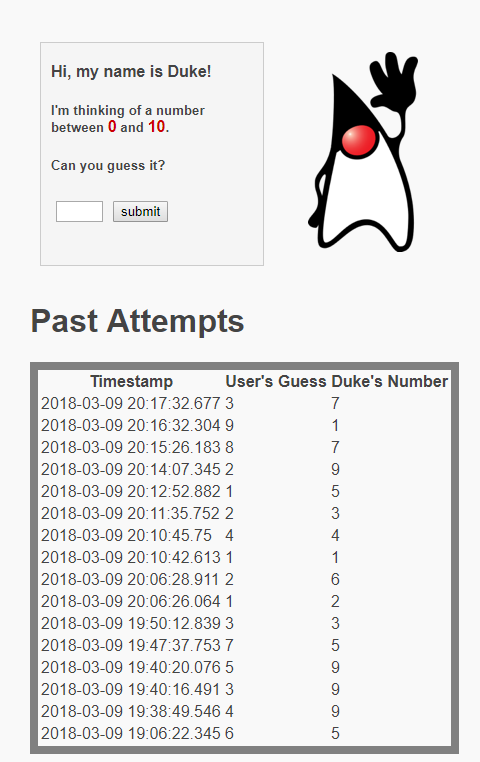 Hi, my name is Duke!
I'm thinking of a number
between 0 and 10.
Can you guess it?
submit
Past Attempts
Timestamp User's Guess Duke's Number
2018-03-09 20:17:32.677 3 7
2018-03-09 20:16:32.304 9 1
2018-03-09 20:15:26.183 8 7
2018-03-09 20:14:07.345 2 9
2018-03-09 20:12:52.882 1 5
2018-03-09 20:11:35.752 2 3
2018-03-09 20:10:45.75 4 4
2018-03-09 20:10:42.613 1 1
2018-03-09 20:06:28.911 2 6
2018-03-09 20:06:26.064 1 2
2018-03-09 19:50:12.839 3 3
2018-03-09 19:47:37.753 7 5
2018-03-09 19:40:20.076 5 9
2018-03-09 19:40:16.491 3 9
2018-03-09 19:38:49.546 4 9
2018-03-09 19:06:22.345 6 5